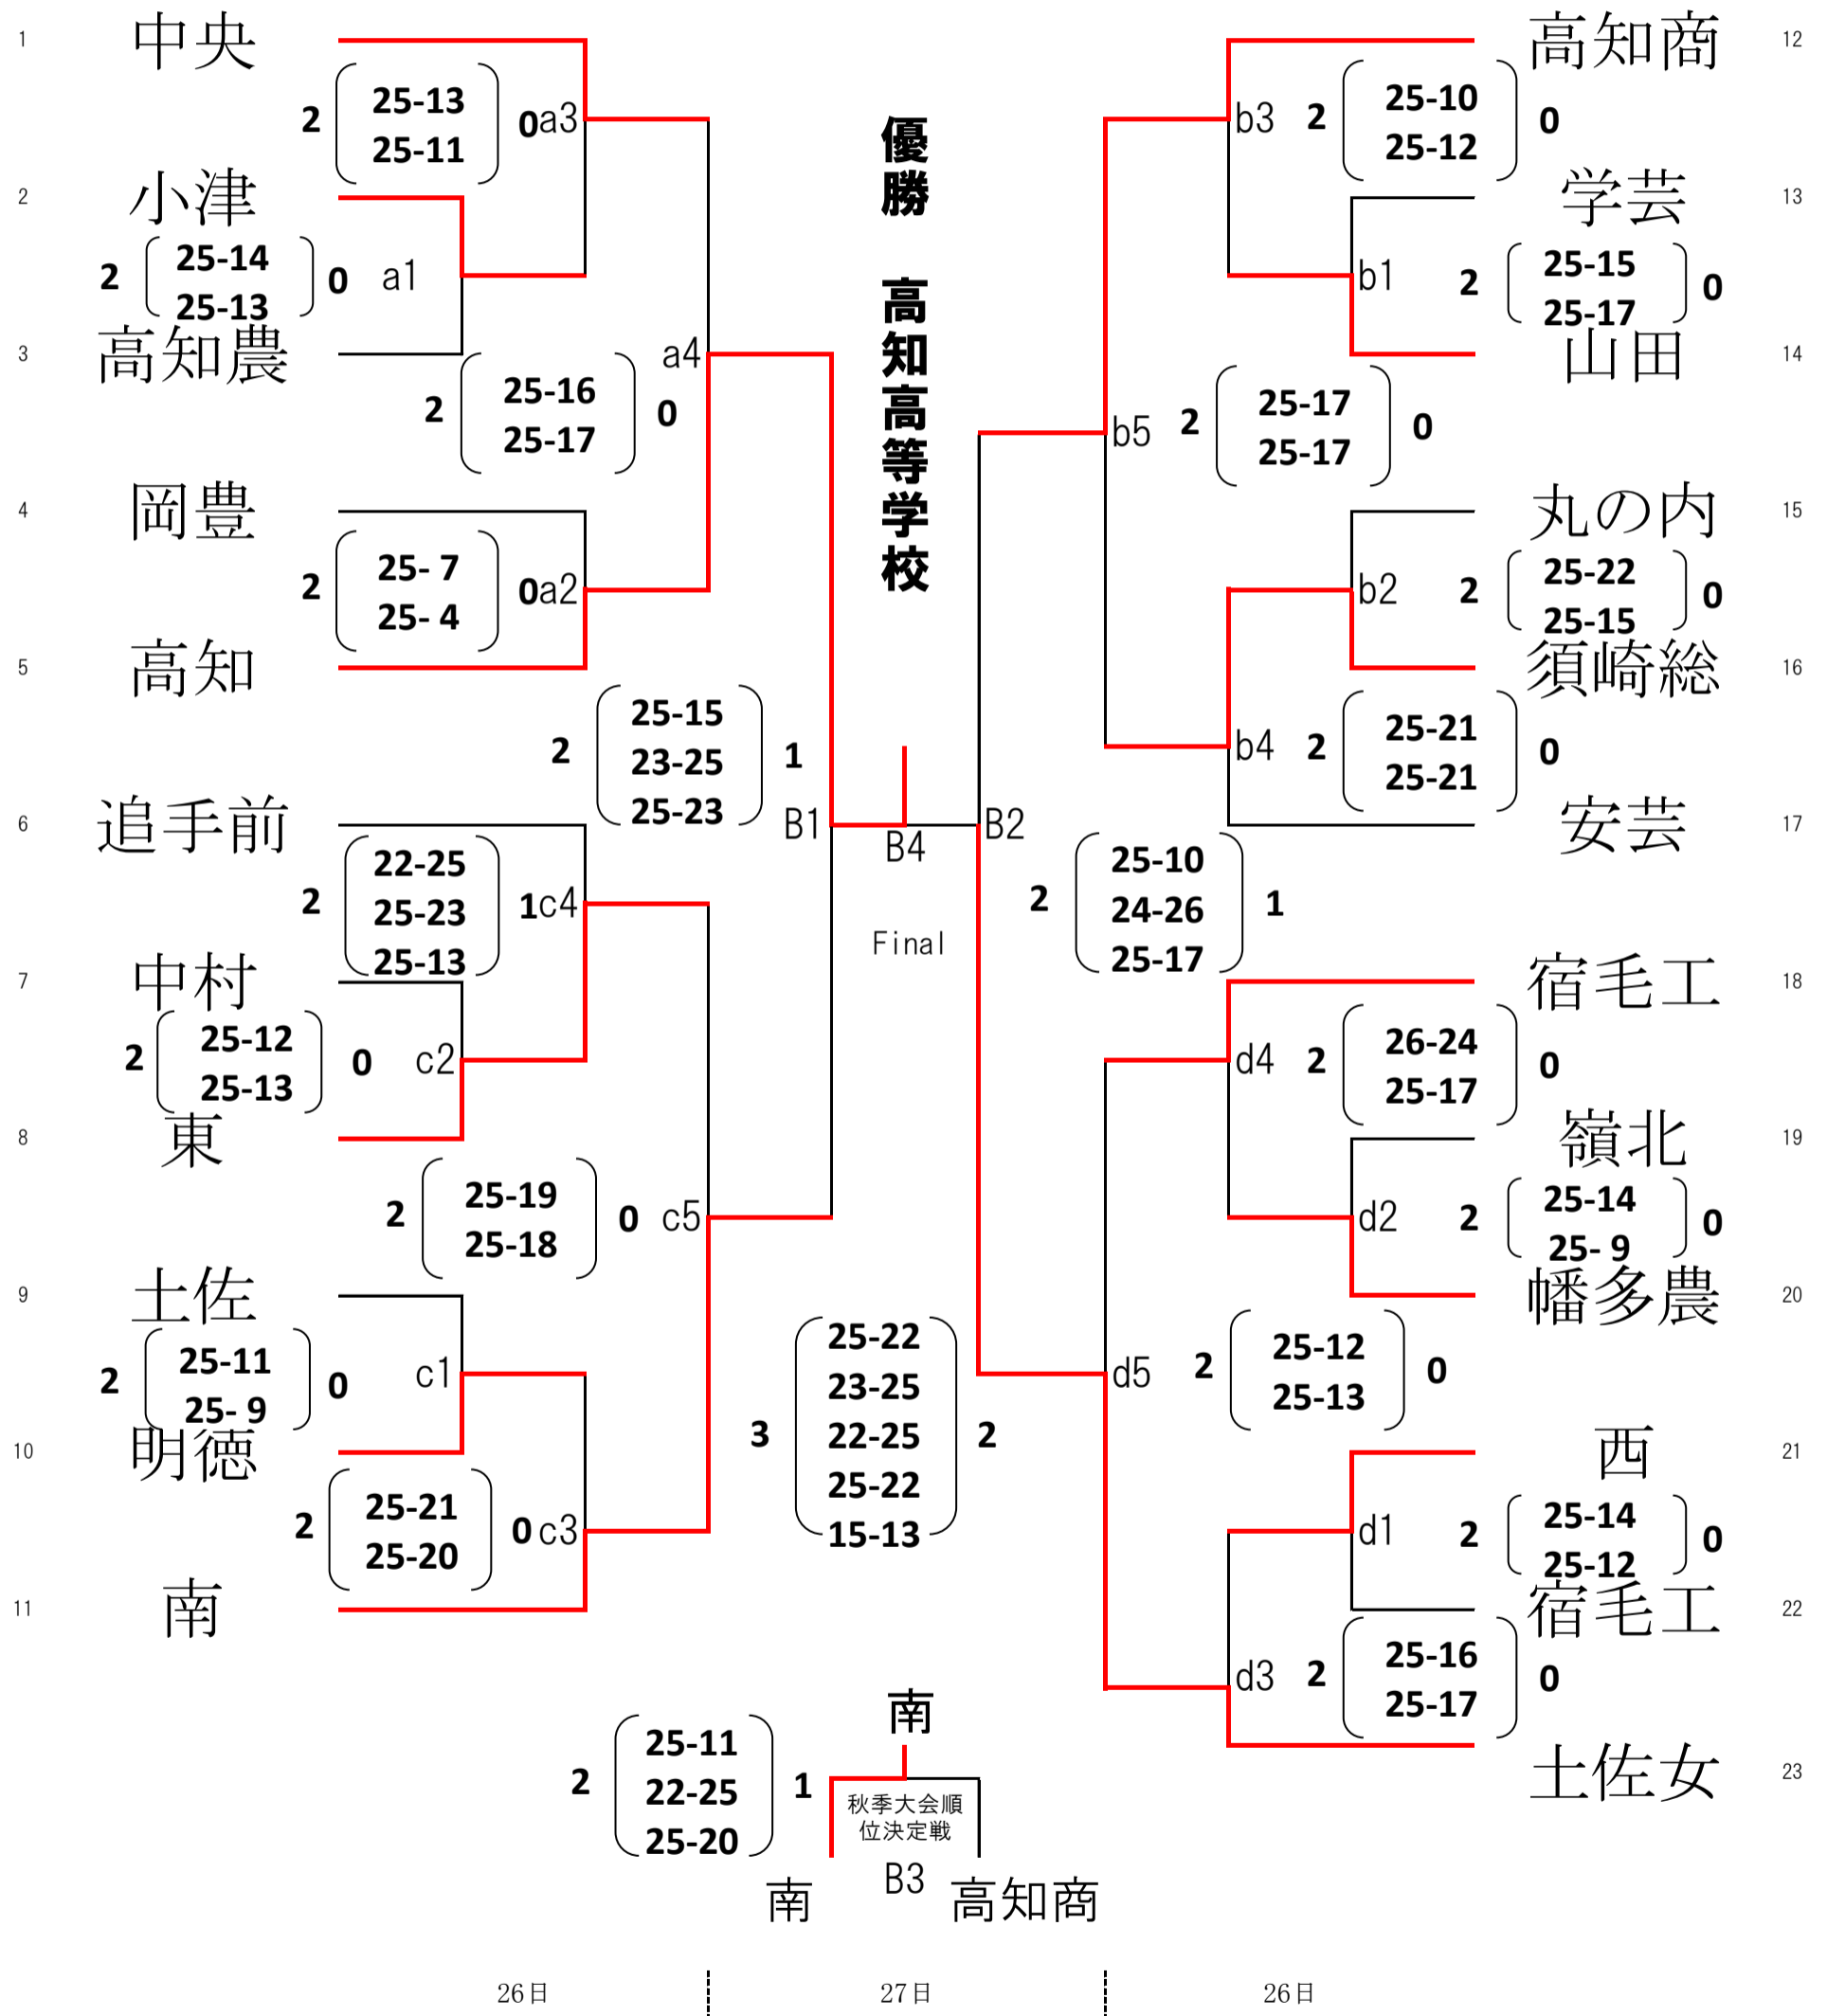 1 中央
2 ( 25-13 25-11 ) 0 a3
2 小津
2 ( 25-14 25-13 ) 0 a1
3 高知農
2 ( 25-16 25-17 ) 0 a4
4 岡豊
2 ( 25- 7 25- 4 ) 0 a2
5 高知
2 ( 25-15 23-25 25-23 ) 1 B1
6 追手前
2 ( 22-25 25-23 25-13 ) 1 c4
7 中村
2 ( 25-12 25-13 ) 0 c2
8 東
2 ( 25-19 25-18 ) 0 c5
9 土佐
2 ( 25-11 25- 9 ) 0 c1
10 明徳
2 ( 25-21 25-20 ) 0 c3
11 南
優勝 高知高等学校
B4
Final
3 ( 25-22 23-25 22-25 25-22 15-13 ) 2
高知商 12
b3 2 ( 25-10 25-12 ) 0
学芸 13
b1 2 ( 25-15 25-17 ) 0
山田 14
b5 2 ( 25-17 25-17 ) 0
丸の内 15
b2 2 ( 25-22 25-15 ) 0
須崎総 16
b4 2 ( 25-21 25-21 ) 0
安芸 17
B2
2 ( 25-10 24-26 25-17 ) 1
宿毛工 18
d4 2 ( 26-24 25-17 ) 0
嶺北 19
d2 2 ( 25-14 25- 9 ) 0
幡多農 20
d5 2 ( 25-12 25-13 ) 0
西 21
d1 2 ( 25-14 25-12 ) 0
宿毛工 22
d3 2 ( 25-16 25-17 ) 0
土佐女 23
南
2 ( 25-11 22-25 25-20 ) 1
秋季大会順
位決定戦
B3
南 高知商
26日 27日 26日